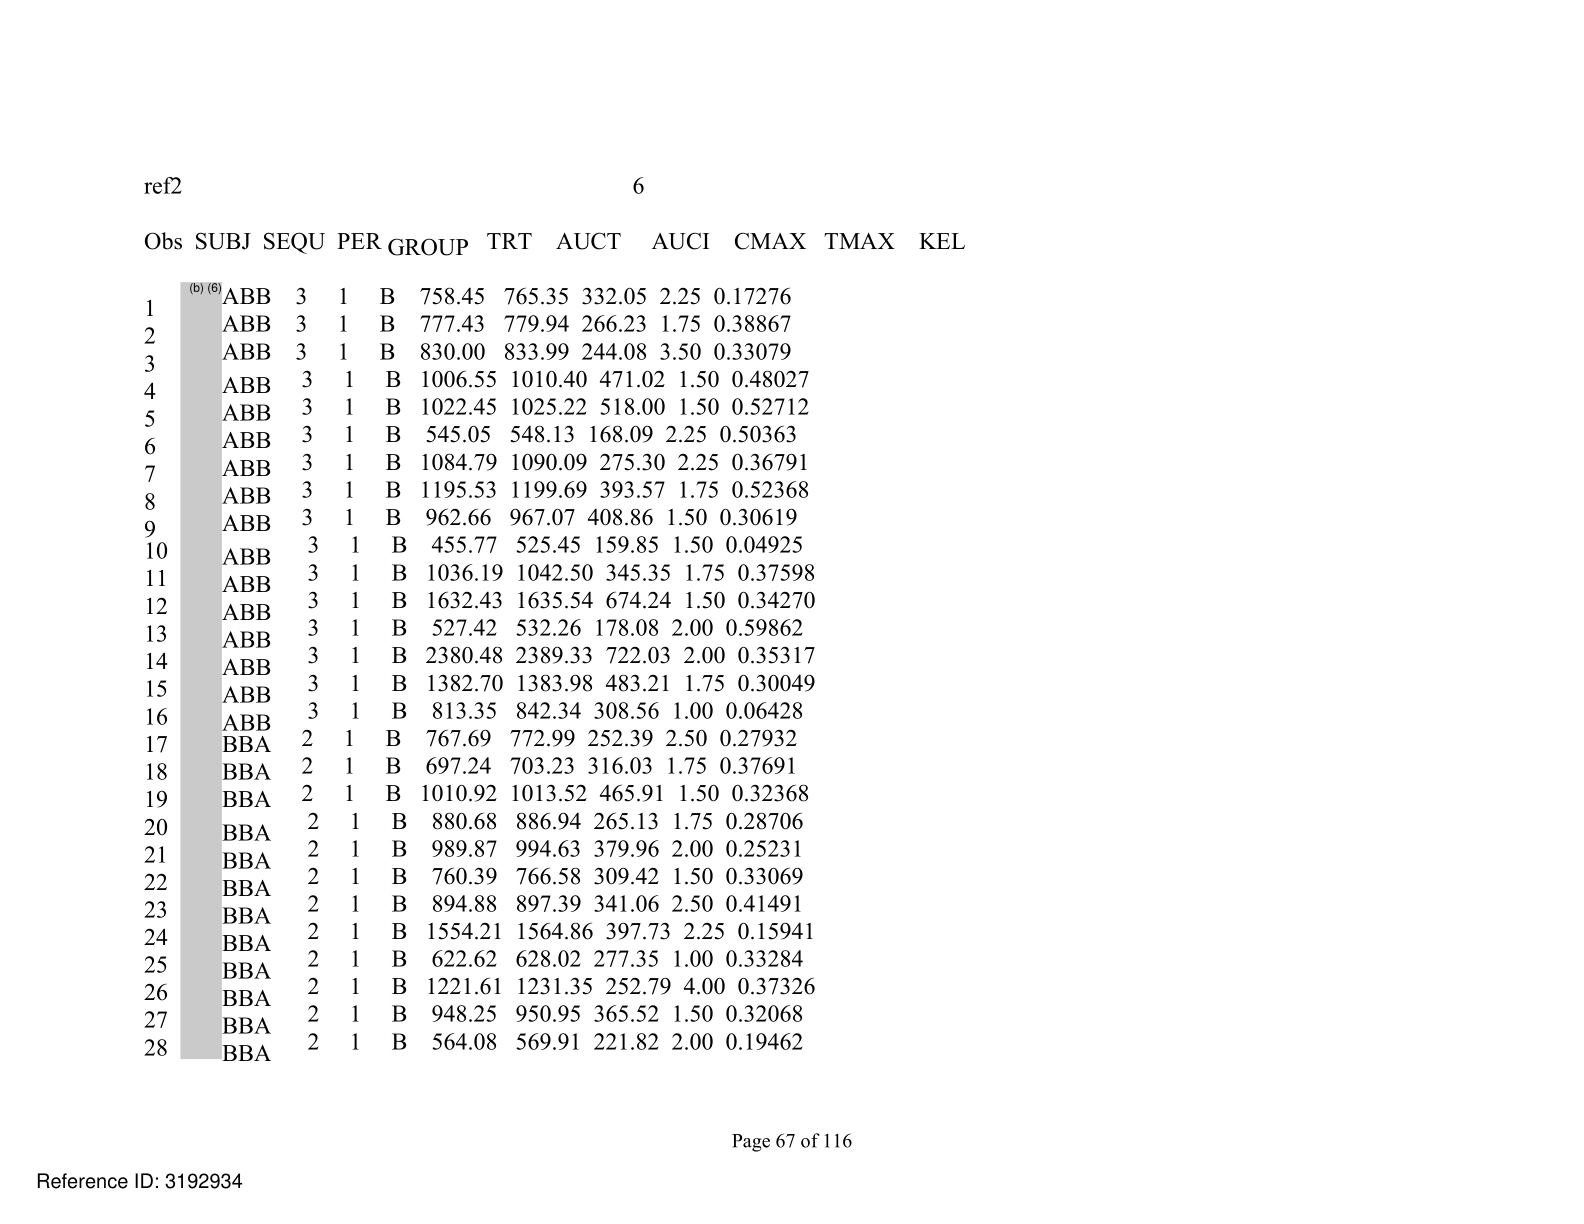 ref2 6
Obs SUBJ SEQU PER GROUP TRT AUCT AUCI CMAX TMAX KEL
(b) (6)
1 ABB 3 1 B 758.45 765.35 332.05 2.25 0.17276
2 ABB 3 1 B 777.43 779.94 266.23 1.75 0.38867
3 ABB 3 1 B 830.00 833.99 244.08 3.50 0.33079
4 ABB 3 1 B 1006.55 1010.40 471.02 1.50 0.48027
5 ABB 3 1 B 1022.45 1025.22 518.00 1.50 0.52712
6 ABB 3 1 B 545.05 548.13 168.09 2.25 0.50363
7 ABB 3 1 B 1084.79 1090.09 275.30 2.25 0.36791
8 ABB 3 1 B 1195.53 1199.69 393.57 1.75 0.52368
9 ABB 3 1 B 962.66 967.07 408.86 1.50 0.30619
10 ABB 3 1 B 455.77 525.45 159.85 1.50 0.04925
11 ABB 3 1 B 1036.19 1042.50 345.35 1.75 0.37598
12 ABB 3 1 B 1632.43 1635.54 674.24 1.50 0.34270
13 ABB 3 1 B 527.42 532.26 178.08 2.00 0.59862
14 ABB 3 1 B 2380.48 2389.33 722.03 2.00 0.35317
15 ABB 3 1 B 1382.70 1383.98 483.21 1.75 0.30049
16 ABB 3 1 B 813.35 842.34 308.56 1.00 0.06428
17 BBA 2 1 B 767.69 772.99 252.39 2.50 0.27932
18 BBA 2 1 B 697.24 703.23 316.03 1.75 0.37691
19 BBA 2 1 B 1010.92 1013.52 465.91 1.50 0.32368
20 BBA 2 1 B 880.68 886.94 265.13 1.75 0.28706
21 BBA 2 1 B 989.87 994.63 379.96 2.00 0.25231
22 BBA 2 1 B 760.39 766.58 309.42 1.50 0.33069
23 BBA 2 1 B 894.88 897.39 341.06 2.50 0.41491
24 BBA 2 1 B 1554.21 1564.86 397.73 2.25 0.15941
25 BBA 2 1 B 622.62 628.02 277.35 1.00 0.33284
26 BBA 2 1 B 1221.61 1231.35 252.79 4.00 0.37326
27 BBA 2 1 B 948.25 950.95 365.52 1.50 0.32068
28 BBA 2 1 B 564.08 569.91 221.82 2.00 0.19462
Page 67 of 116
Reference ID: 3192934